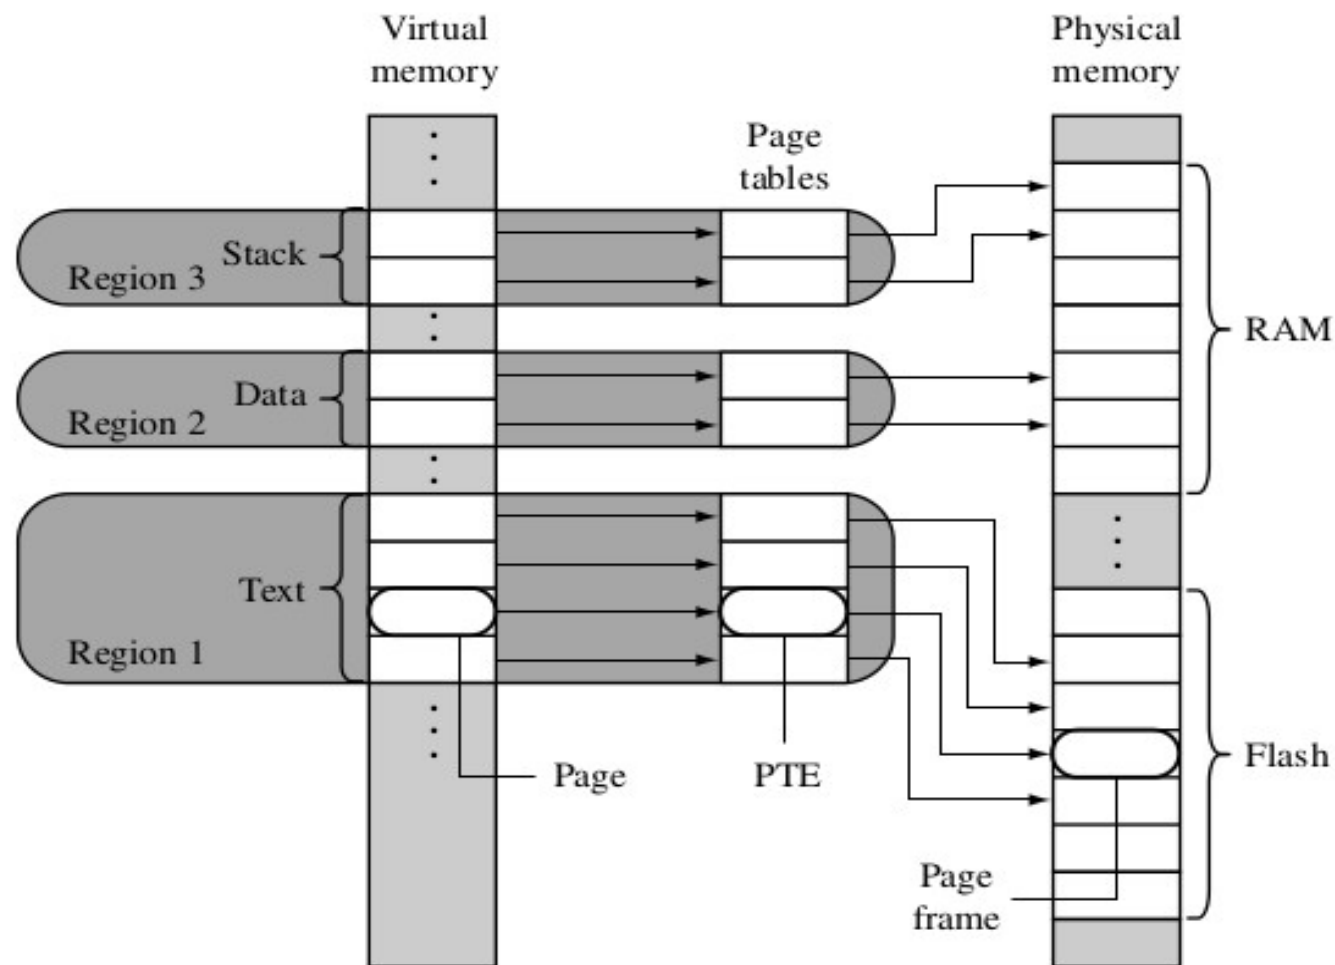 Virtual
memory
Physical
memory
Page
tables
Stack
Region 3
RAM
Data
Region 2
Text
Region 1
Page
PTE
Flash
Page
frame